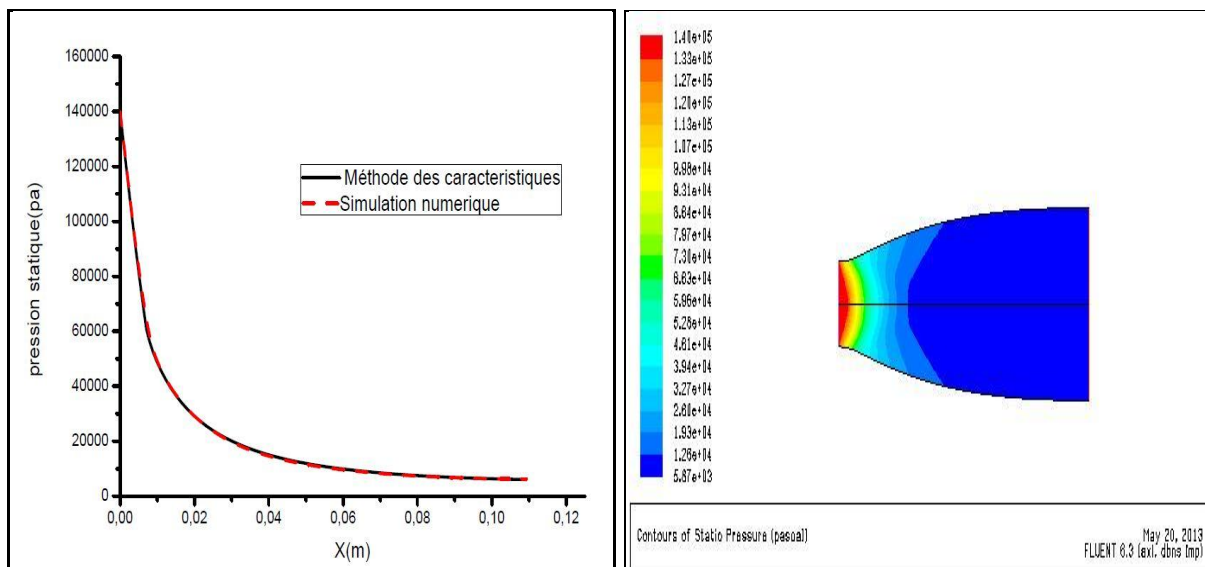 160000
140000
120000
100000
80000
60000
40000
20000
0
pression statique(pa)
Méthode des caracteristiques
Simulation numerique
0,00
0,02
0,04
0,06
0,08
0,10
0,12
X(m)
1.40e+05
1.33e+05
1.27e+05
1.20e+05
1.13e+05
1.07e+05
9.98e+04
9.31e+04
8.64e+04
7.97e+04
7.30e+04
6.63e+04
5.96e+04
5.28e+04
4.61e+04
3.94e+04
3.27e+04
2.60e+04
1.93e+04
1.26e+04
5.87e+03
Contours of Static Pressure (pascal)
May 20, 2013
FLUENT 6.3 (axi, dbns imp)